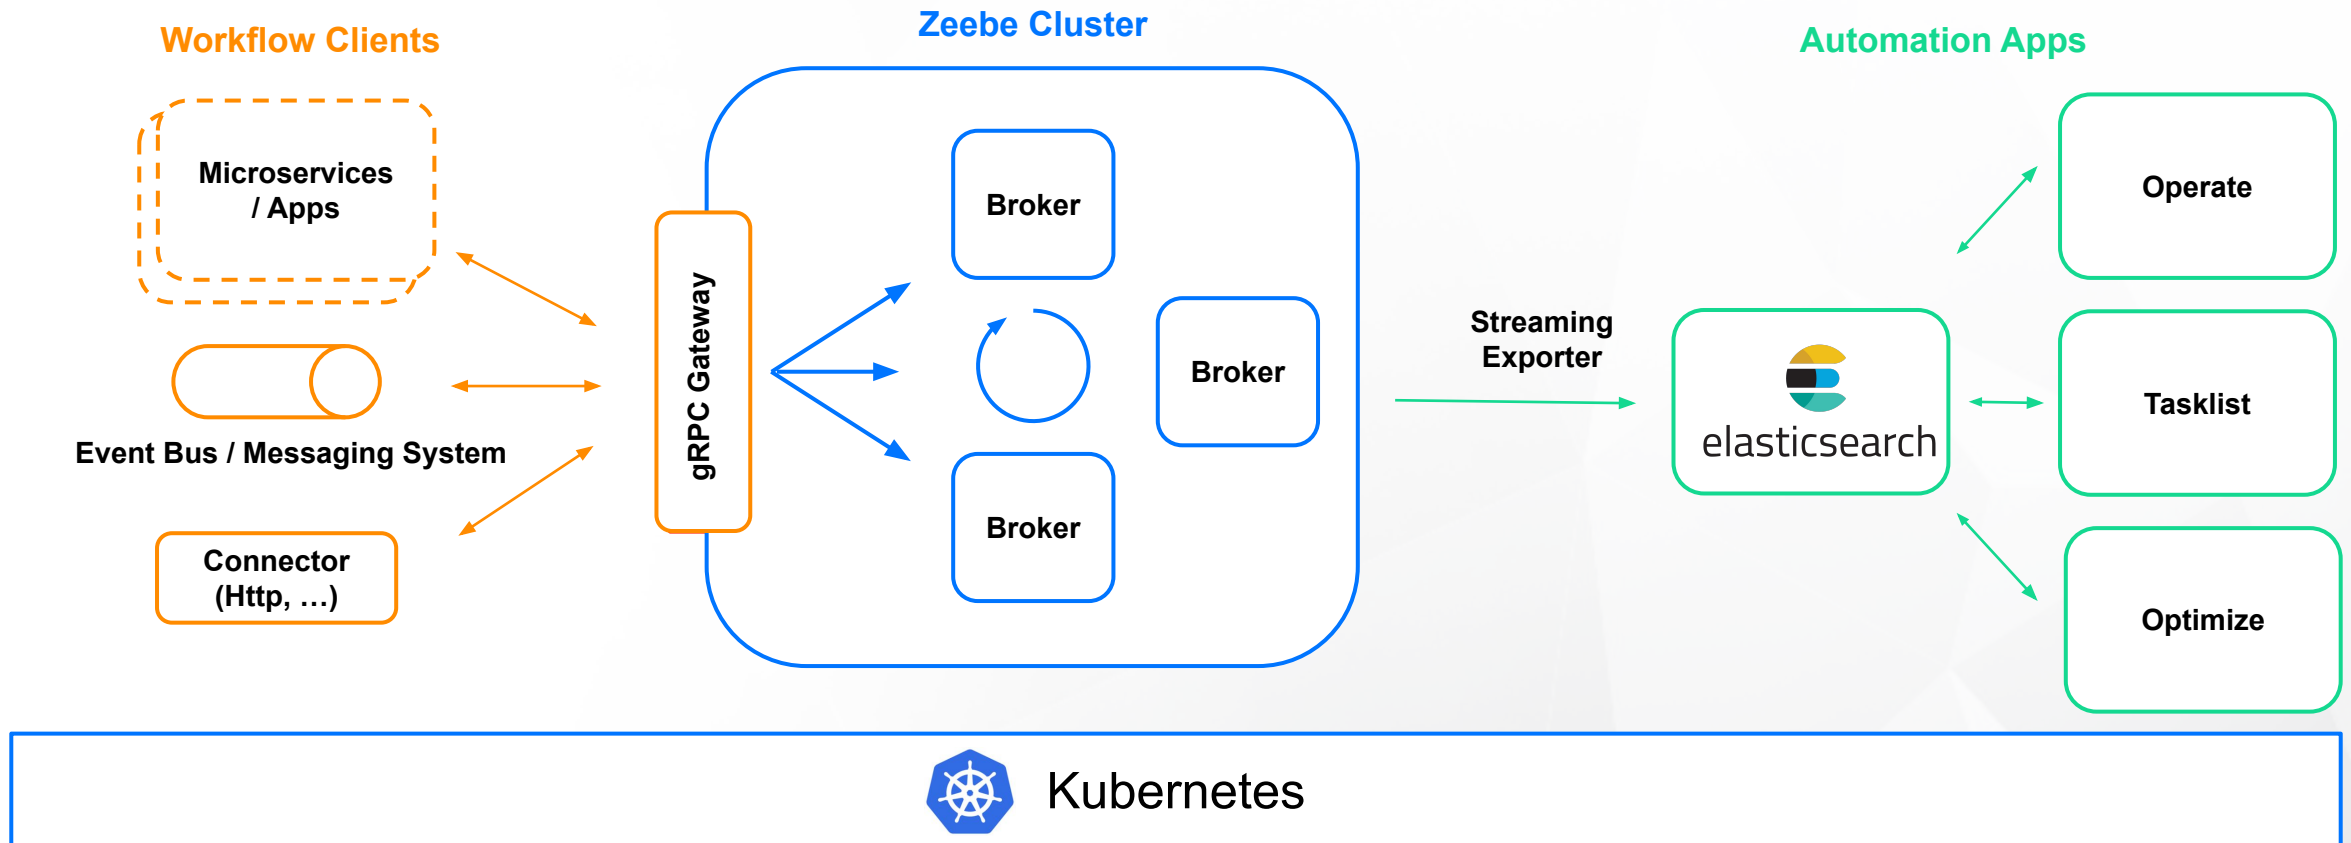 Workflow Clients
Zeebe Cluster
Automation Apps
Microservices
/ Apps
Event Bus / Messaging System
Connector
(Http, …)
gRPC Gateway
Broker
Broker
Broker
Streaming
Exporter
elasticsearch
Operate
Tasklist
Optimize
Kubernetes